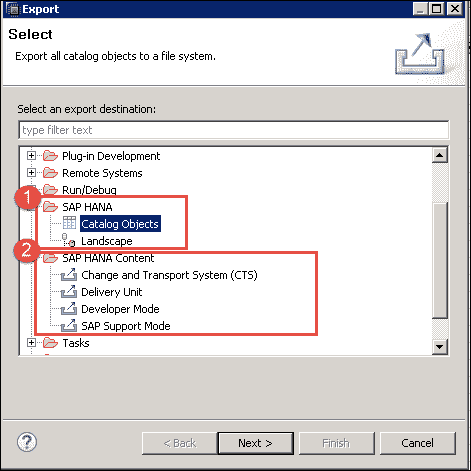 Export
Select
Export all catalog objects to a file system.
Select an export destination:
type filter text
Plug-in Development
Remote Systems
Run/Debug
1
SAP HANA
Catalog Objects
Landscape
2
SAP HANA Content
Change and Transport System (CTS)
Delivery Unit
Developer Mode
SAP Support Mode
Tasks
? < Back Next > Finish Cancel